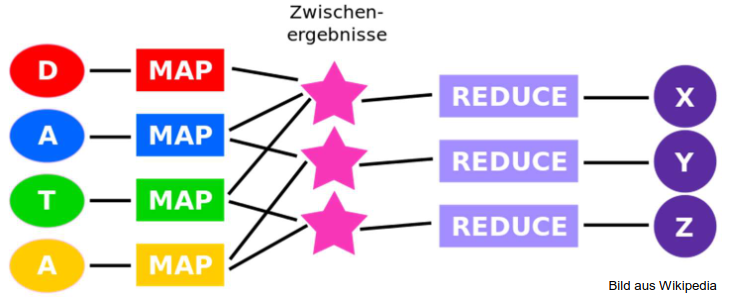 Zwischen-
ergebnisse
D MAP
A MAP
T MAP
A MAP
REDUCE X
REDUCE Y
REDUCE Z
Bild aus Wikipedia